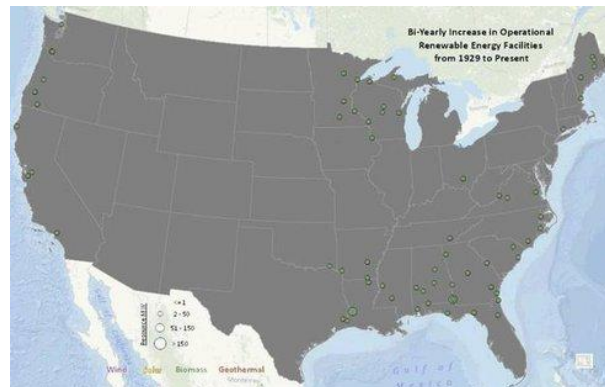 Bi-Yearly Increase in Operational
Renewable Energy Facilities
from 1929 to Present
Resource M.W.
<= 1
2 - 50
51 - 150
> 150
Wind Solar Biomass Geothermal
Gulf of
Mexico